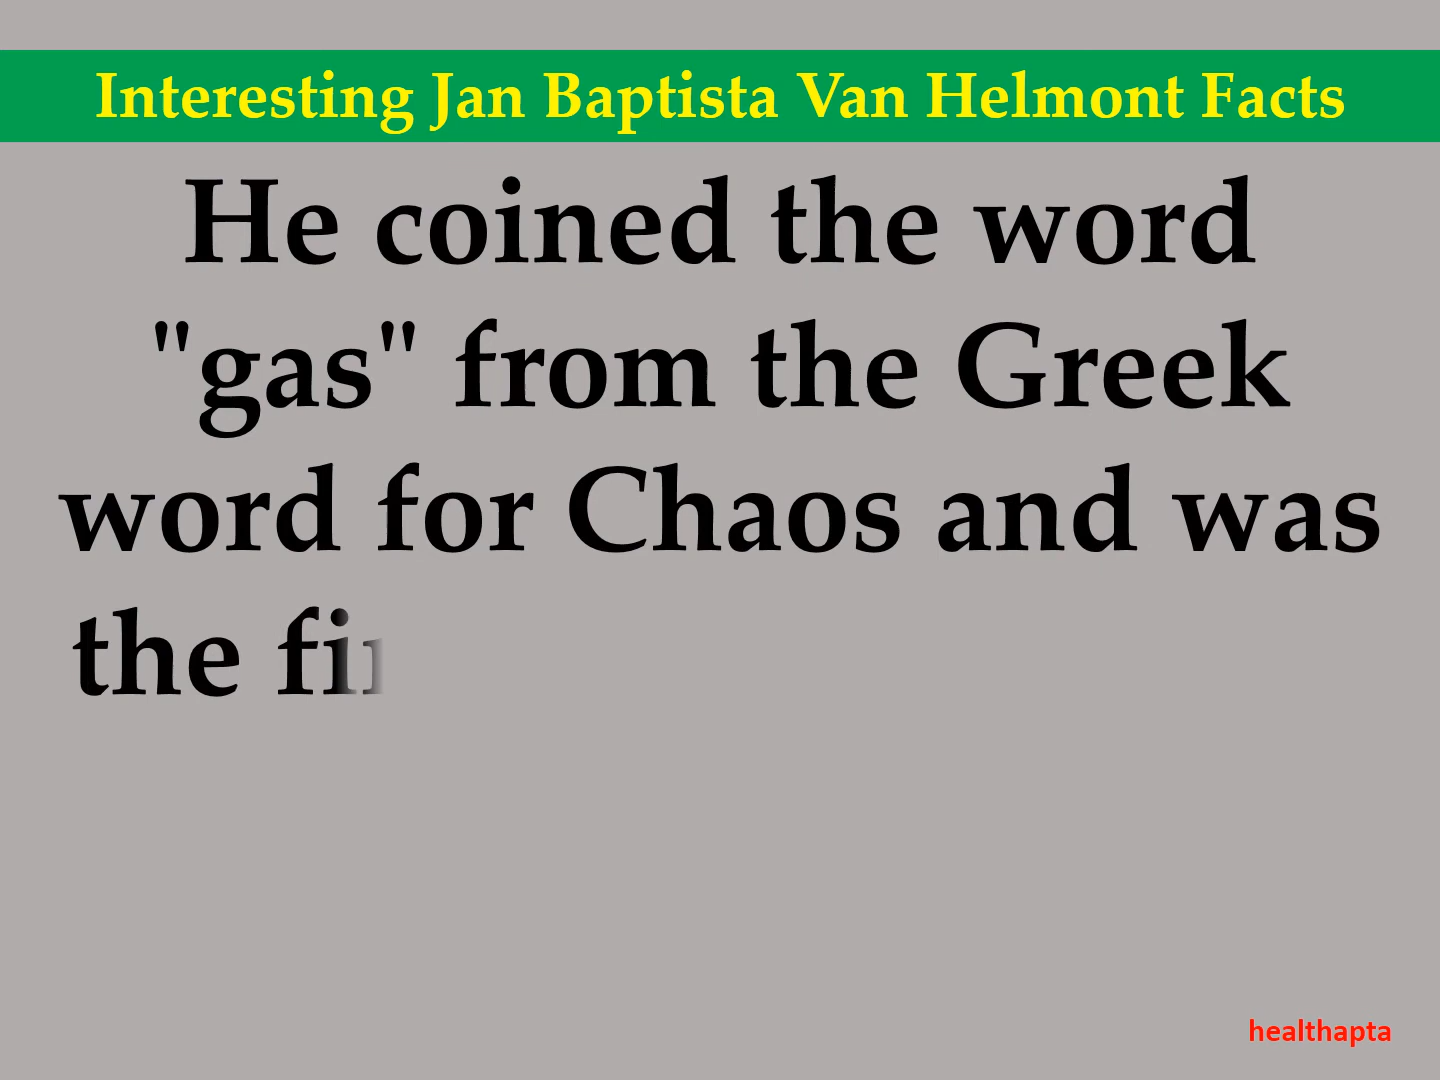 Interesting Jan Baptista Van Helmont Facts
He coined the word
"gas" from the Greek
word for Chaos and was
the
healthapta